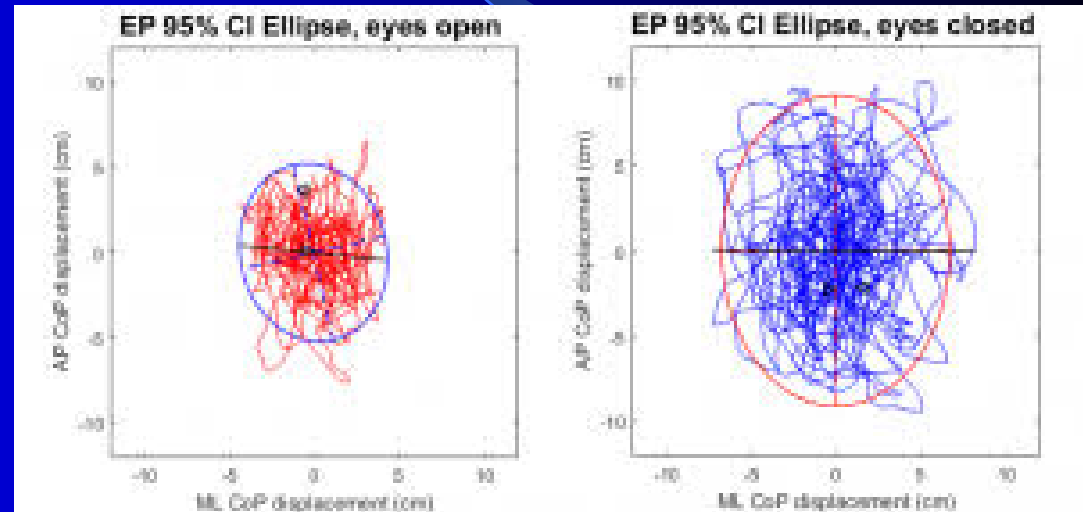 EP 95% CI Ellipse, eyes open
10
5
0
-5
-10
-10 -5 0 5 10
AP CoP displacement (cm)
ML CoP displacement (cm)
EP 95% CI Ellipse, eyes closed
10
5
0
-5
-10
-10 -5 0 5 10
AP CoP displacement (cm)
ML CoP displacement (cm)